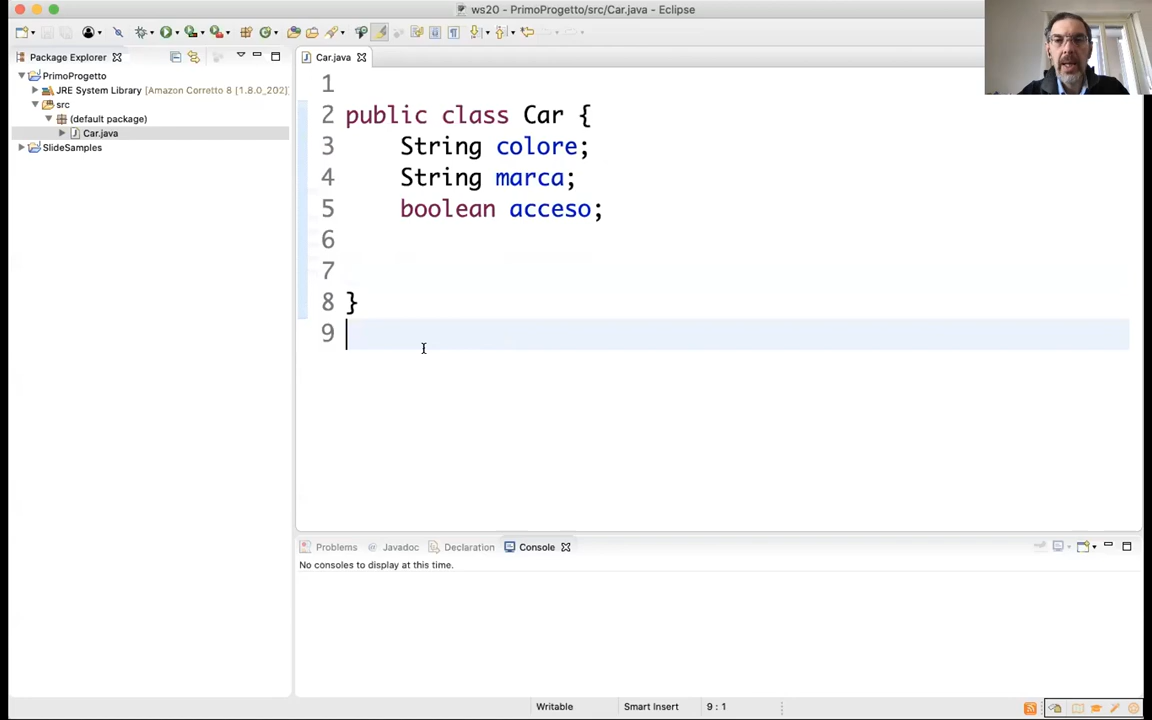 ws20 - PrimoProgetto/src/Car.java - Eclipse
Package Explorer
PrimoProgetto
JRE System Library [Amazon Corretto 8 [1.8.0_202]]
src
(default package)
Car.java
SlideSamples
Car.java
1
2 public class Car {
3 String colore;
4 String marca;
5 boolean acceso;
6
7
8 }
9
Problems Javadoc Declaration Console
No consoles to display at this time.
Writable Smart Insert 9 : 1